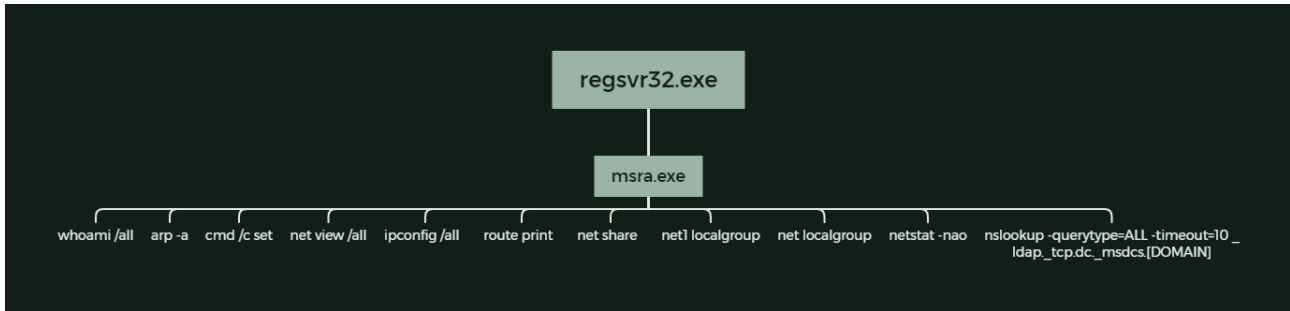 regsvr32.exe
msra.exe
whoami /all
arp -a
cmd /c set
net view /all
ipconfig /all
route print
net share
net1 localgroup
net localgroup
netstat -nao
nslookup -querytype=ALL -timeout=10 _
ldap._tcp.dc._msdcs.[DOMAIN]